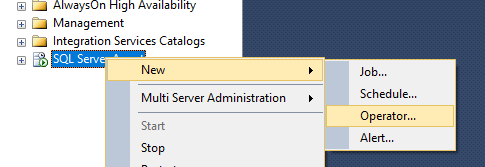 AlwaysOn High Availability
Management
Integration Services Catalogs
SQL Server
New
Job...
Multi Server Administration
Schedule...
Start
Operator...
Stop
Alert...